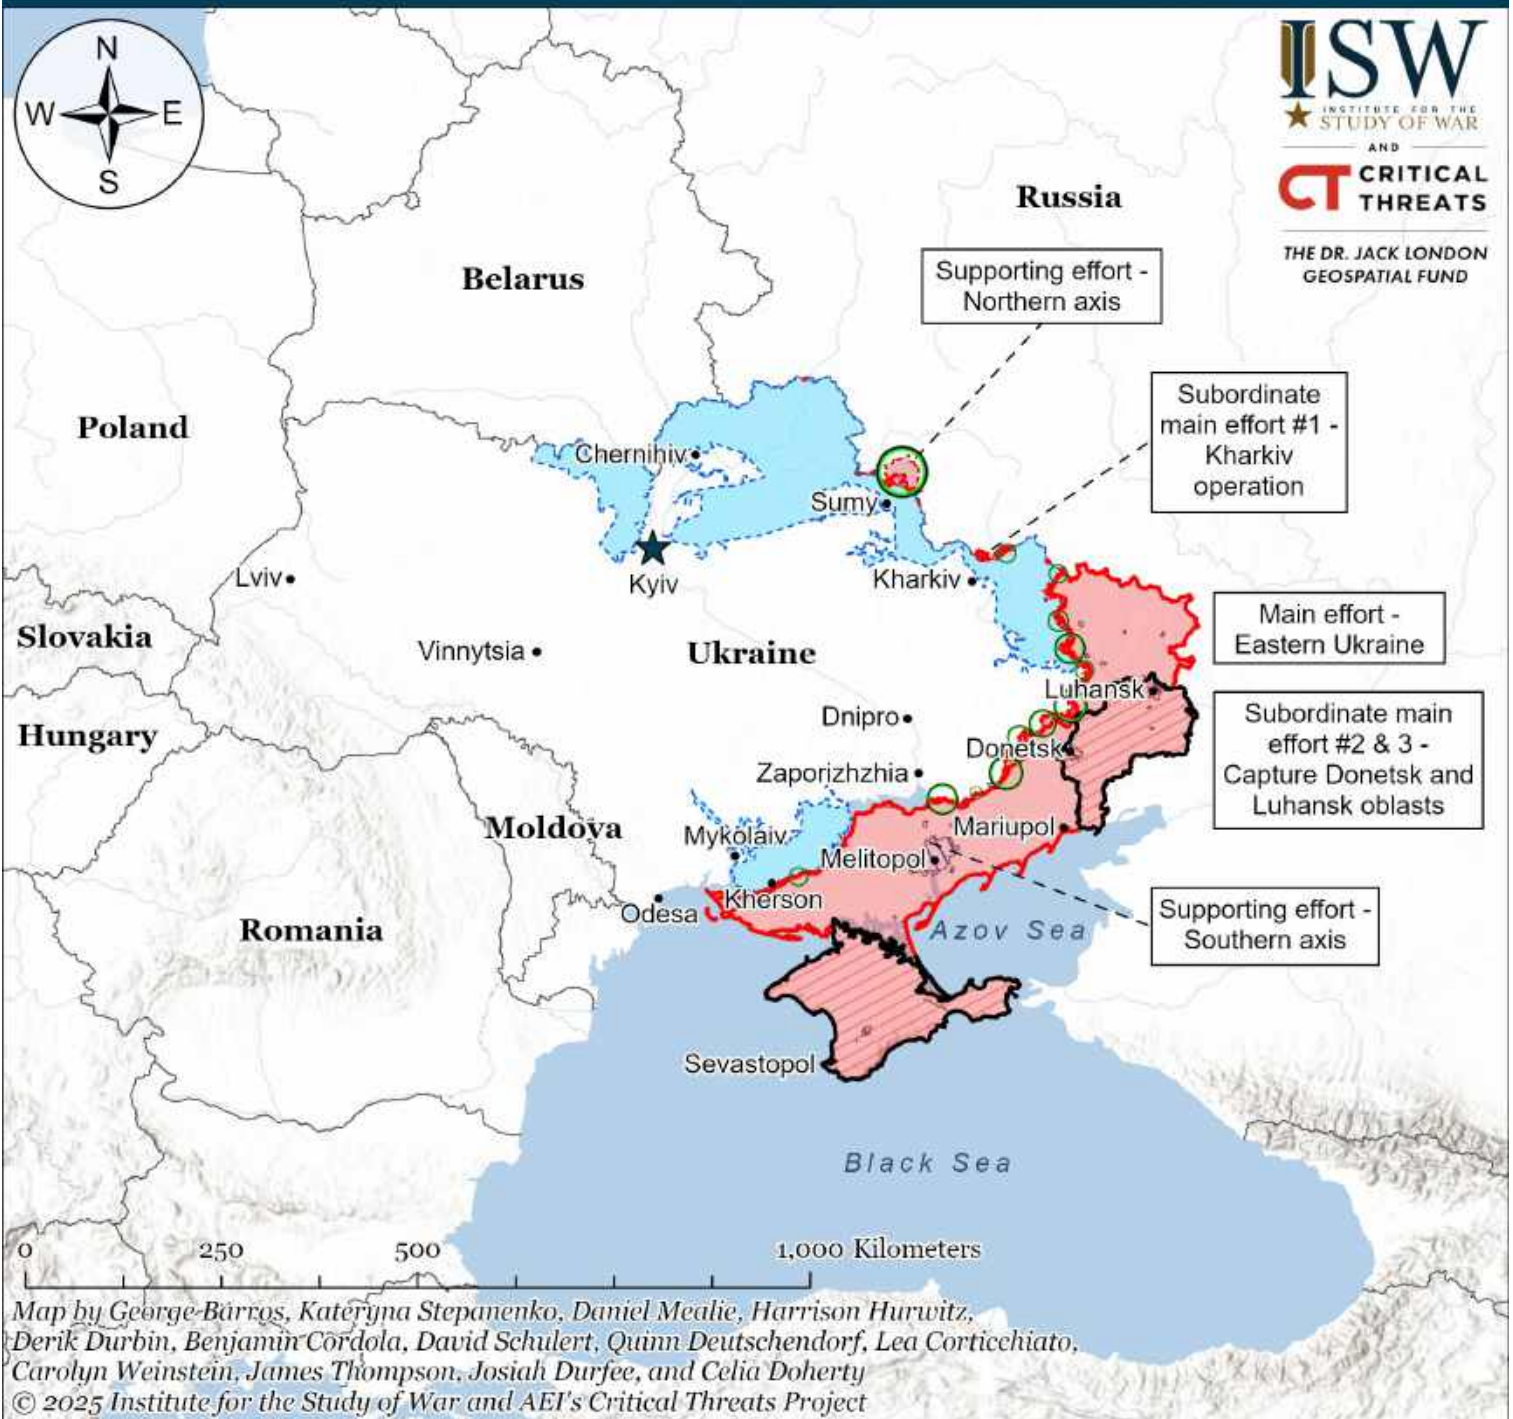 N
W
E
S
ISW
INSTITUTE FOR THE
STUDY OF WAR
AND
CT CRITICAL
THREATS
THE DR. JACK LONDON
GEOSPATIAL FUND
Russia
Supporting effort -
Northern axis
Belarus
Subordinate
main effort #1 -
Kharkiv
operation
Poland
Chernihiv
Sumy
Kyiv
Lviv
Kharkiv
Slovakia
Main effort -
Eastern Ukraine
Vinnytsia
Ukraine
Luhansk
Subordinate main
effort #2 & 3 -
Capture Donetsk and
Luhansk oblasts
Hungary
Dnipro
Donetsk
Zaporizhzhia
Moldova
Mykolaiv
Mariupol
Melitopol
Kherson
Odesa
Supporting effort -
Southern axis
Romania
Azov Sea
Sevastopol
Black Sea
0 250 500 1,000 Kilometers
Map by George Barros, Kateryna Stepanenko, Daniel Mealie, Harrison Hurwitz,
Derik Durbin, Benjamin Cordola, David Schulert, Quinn Deutschendorf, Lea Corticchiato,
Carolyn Weinstein, James Thompson, Josiah Durfee, and Celia Doherty
© 2025 Institute for the Study of War and AEI's Critical Threats Project